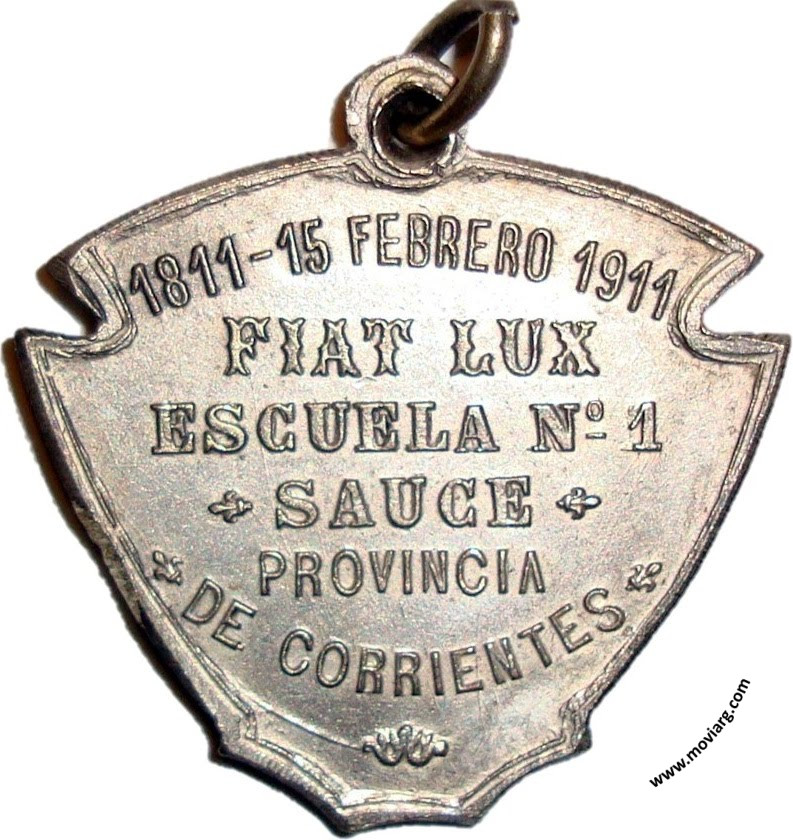 1811-15 FEBRERO 1911
FIAT LUX
ESCUELA Nº 1
SAUCE
PROVINCIA
DE CORRIENTES
www.moviarg.com